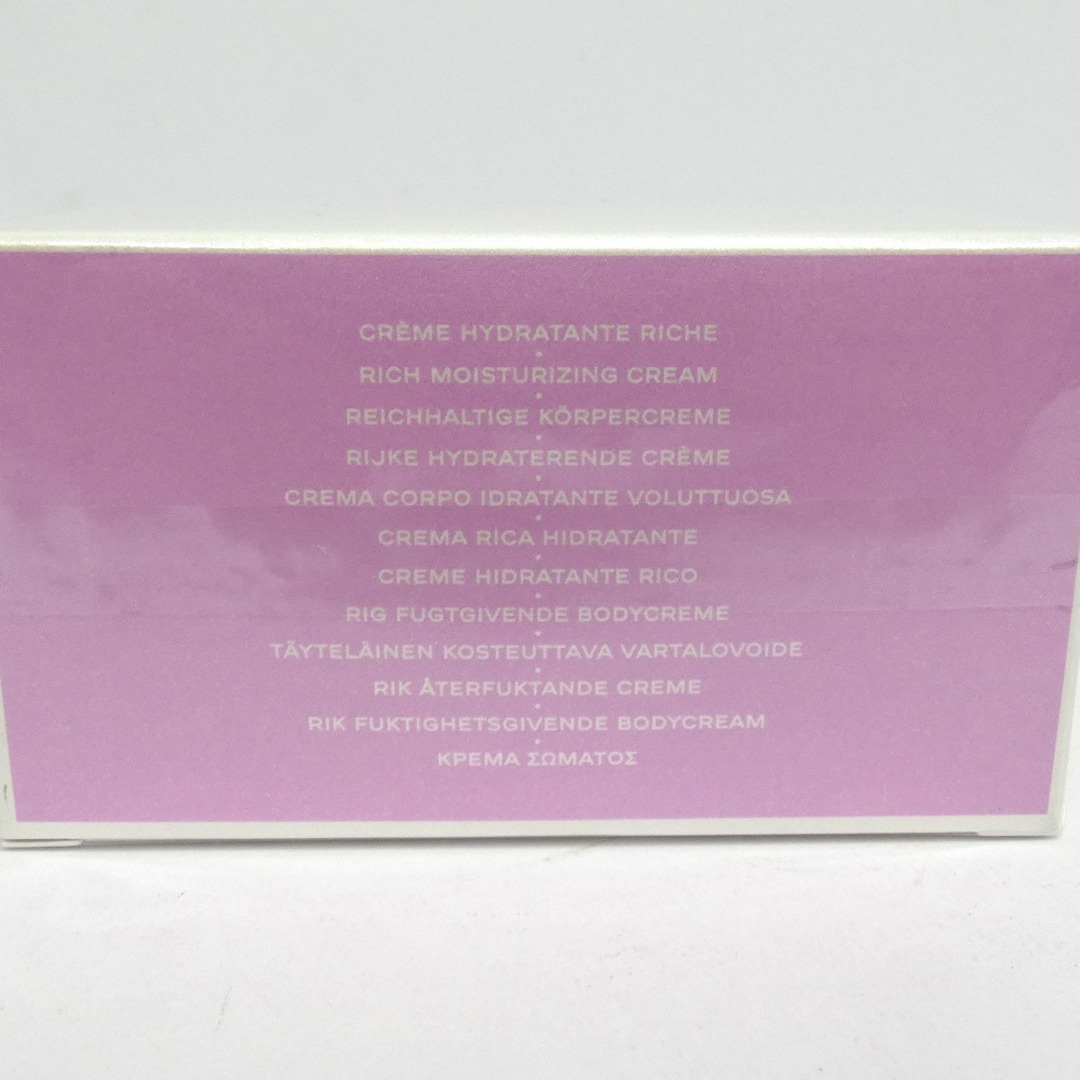 CRÈME HYDRATANTE RICHE
RICH MOISTURIZING CREAM
REICHHALTIGE KÖRPERCREME
RIJKE HYDRATERENDE CRÈME
CREMA CORPO IDRATANTE VOLUTTUOSA
CREMA RICA HIDRATANTE
CREME HIDRATANTE RICO
RIG FUGTGIVENDE BODYCREME
TÄYTELÄINEN KOSTEUTTAVA VARTALOVOIDE
RIK ÅTERFUKTANDE CREME
RIK FUKTIGHETSGIVENDE BODYCREAM
ΚΡΕΜΑ ΣΩΜΑΤΟΣ